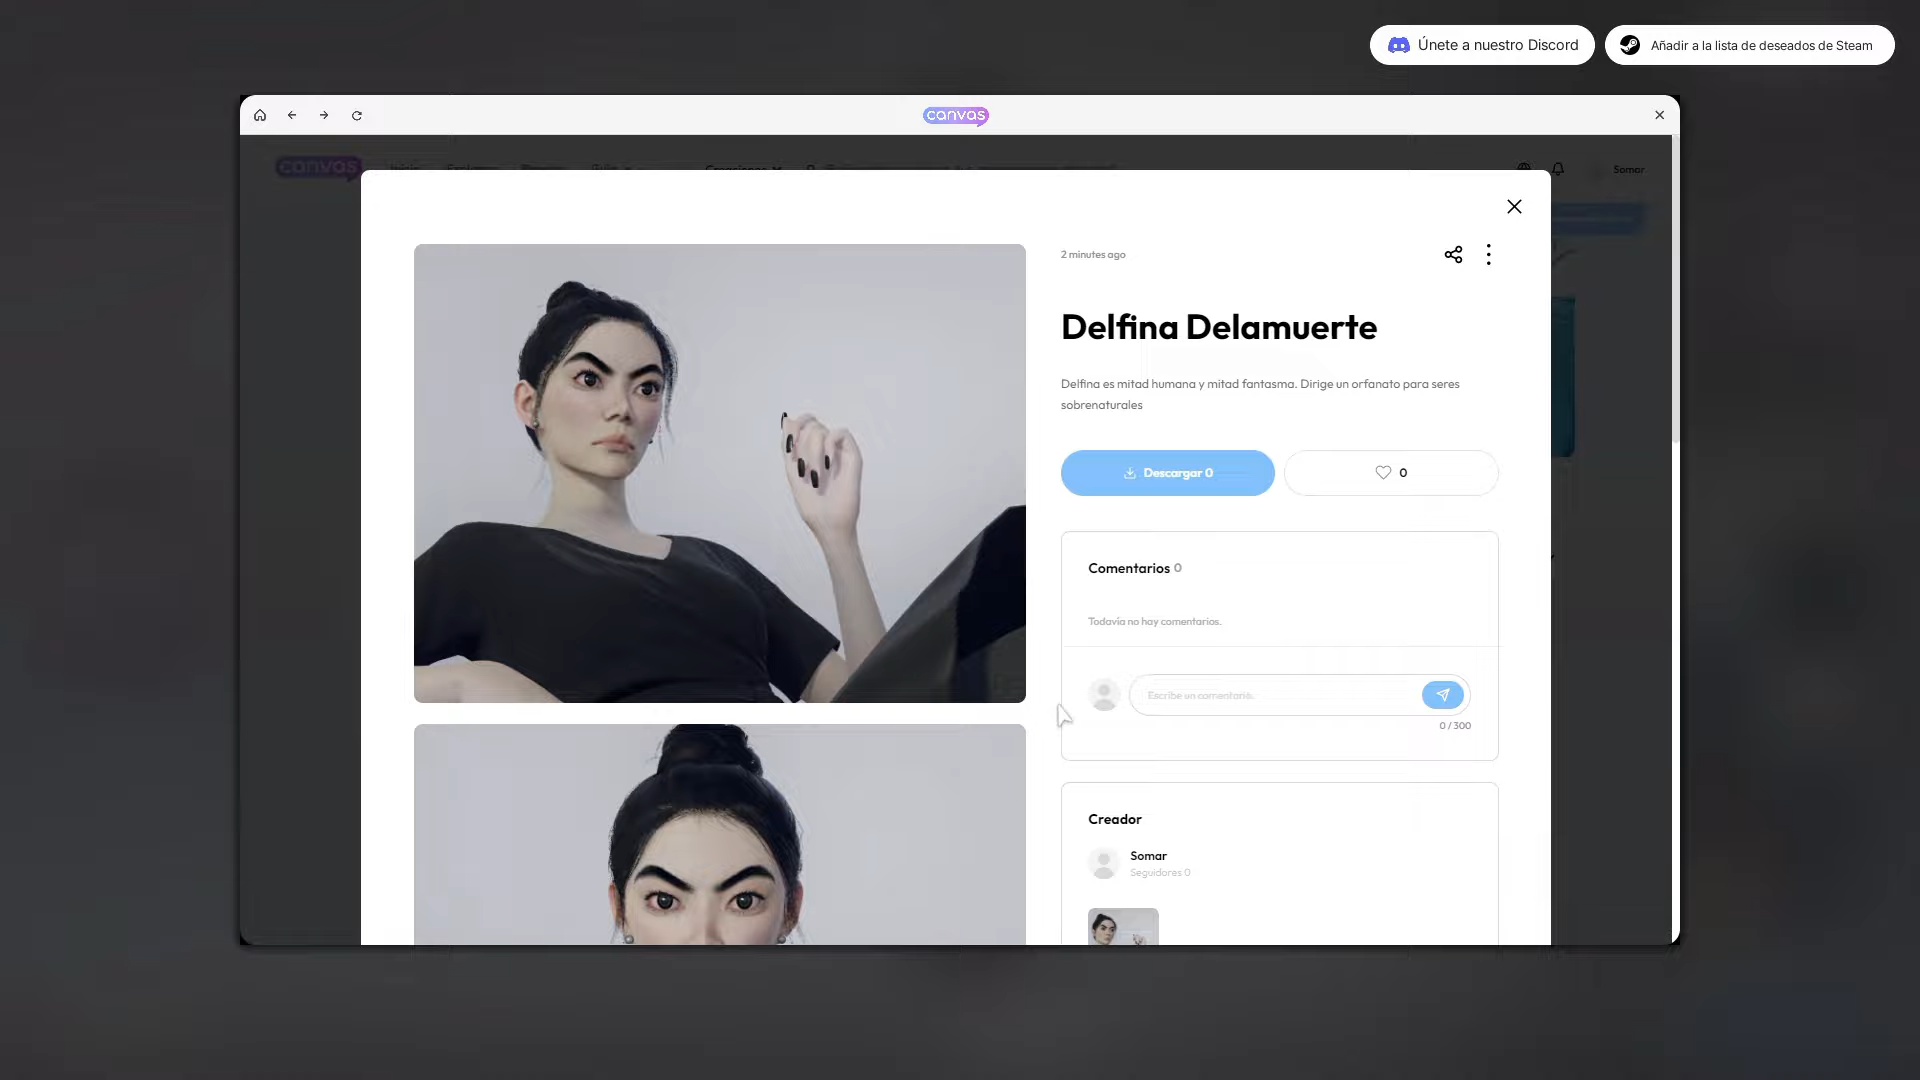 Únete a nuestro Discord
Añadir a la lista de deseados de Steam
canvas
canvas
Somar
2 minutes ago
Delfina Delamuerte
Delfina es mitad humana y mitad fantasma. Dirige un orfanato para seres
sobrenaturales
Descargar 0
0
Comentarios 0
Todavía no hay comentarios.
Escribe un comentario.
0 / 300
Creador
Somar
Seguidores 0